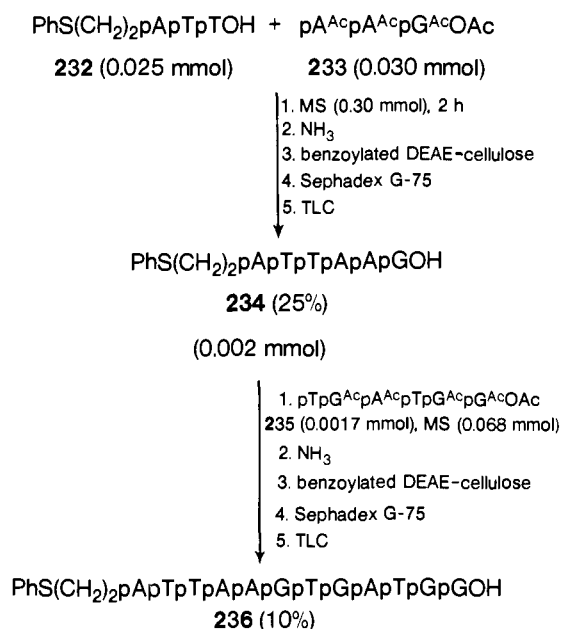 PhS(CH₂)₂pApTpTOH + pAᴬᶜpAᴬᶜpGᴬᶜOAc
232 (0.025 mmol) 233 (0.030 mmol)
1. MS (0.30 mmol), 2 h
2. NH₃
3. benzoylated DEAE-cellulose
4. Sephadex G-75
5. TLC
PhS(CH₂)₂pApTpTpApApGOH
234 (25%)
(0.002 mmol)
1. pTpGᴬᶜpAᴬᶜpTpGᴬᶜpGᴬᶜOAc
235 (0.0017 mmol), MS (0.068 mmol)
2. NH₃
3. benzoylated DEAE-cellulose
4. Sephadex G-75
5. TLC
PhS(CH₂)₂pApTpTpApApGpTpGpApTpGpGOH
236 (10%)